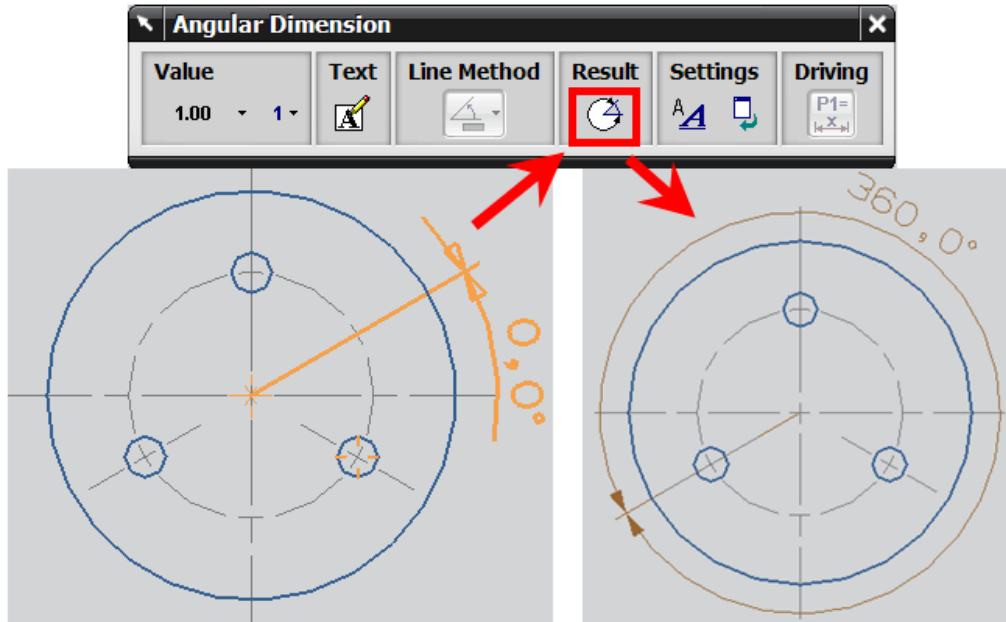 Angular Dimension
Value Text Line Method Result Settings Driving
1.00 1 A A A P1=
x
360,0°
0,0°